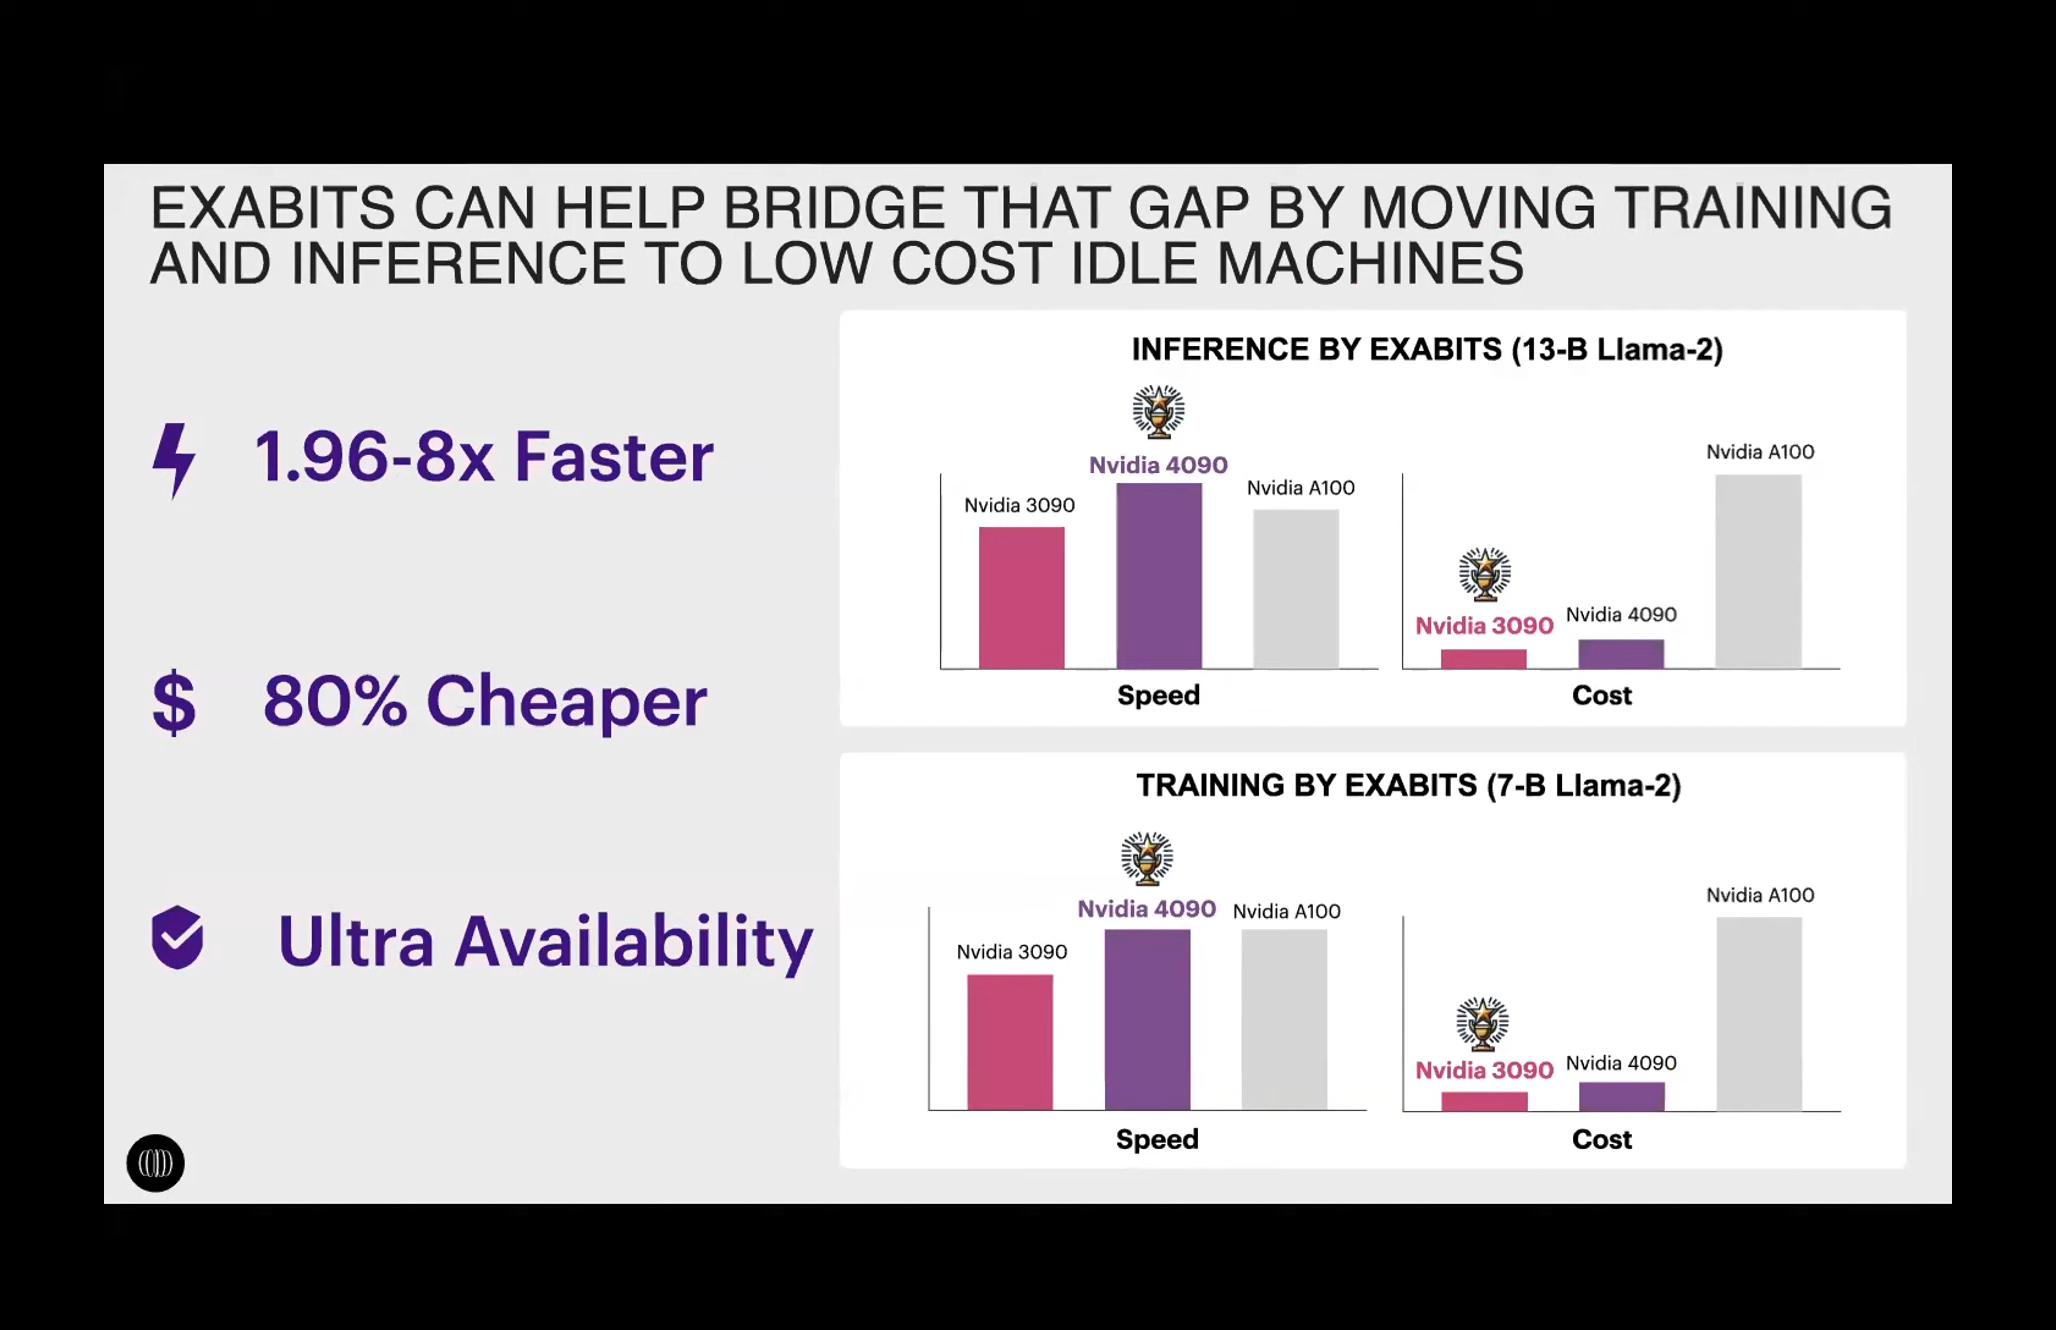 EXABITS CAN HELP BRIDGE THAT GAP BY MOVING TRAINING
AND INFERENCE TO LOW COST IDLE MACHINES
1.96-8x Faster
$ 80% Cheaper
Ultra Availability
INFERENCE BY EXABITS (13-B Llama-2)
Nvidia 3090
Nvidia 4090
Nvidia A100
Speed
Nvidia 3090
Nvidia 4090
Nvidia A100
Cost
TRAINING BY EXABITS (7-B Llama-2)
Nvidia 3090
Nvidia 4090
Nvidia A100
Speed
Nvidia 3090
Nvidia 4090
Nvidia A100
Cost